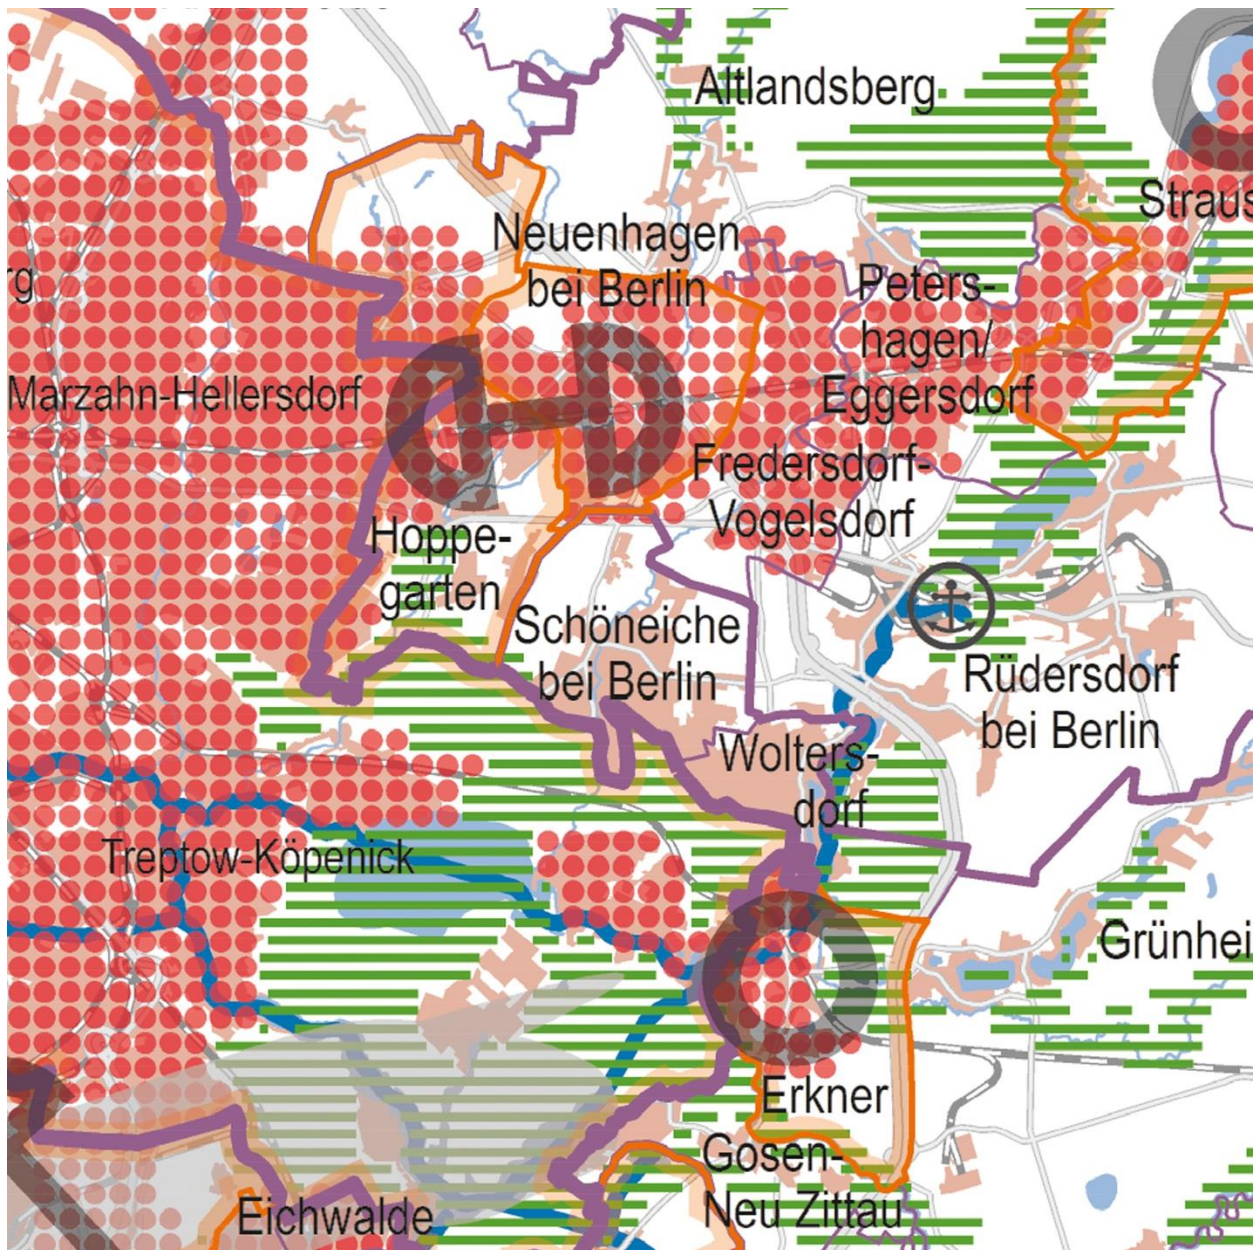 Altlandsberg
Straus
Neuenhagen
bei Berlin
Peters-
hagen/
Eggersdorf
rg
Marzahn-Hellersdorf
Fredersdorf-
Vogelsdorf
Hoppe-
garten
Schöneiche
bei Berlin
Rüdersdorf
bei Berlin
Wolters-
dorf
Treptow-Köpenick
Grünhei
Erkner
Gosen-
Neu Zittau
Eichwalde